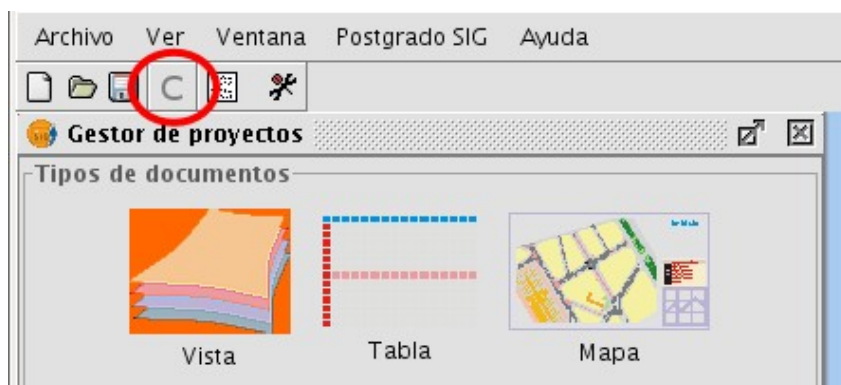 Archivo Ver Ventana Postgrado SIG Ayuda
C
Gestor de proyectos
Tipos de documentos
Vista Tabla Mapa